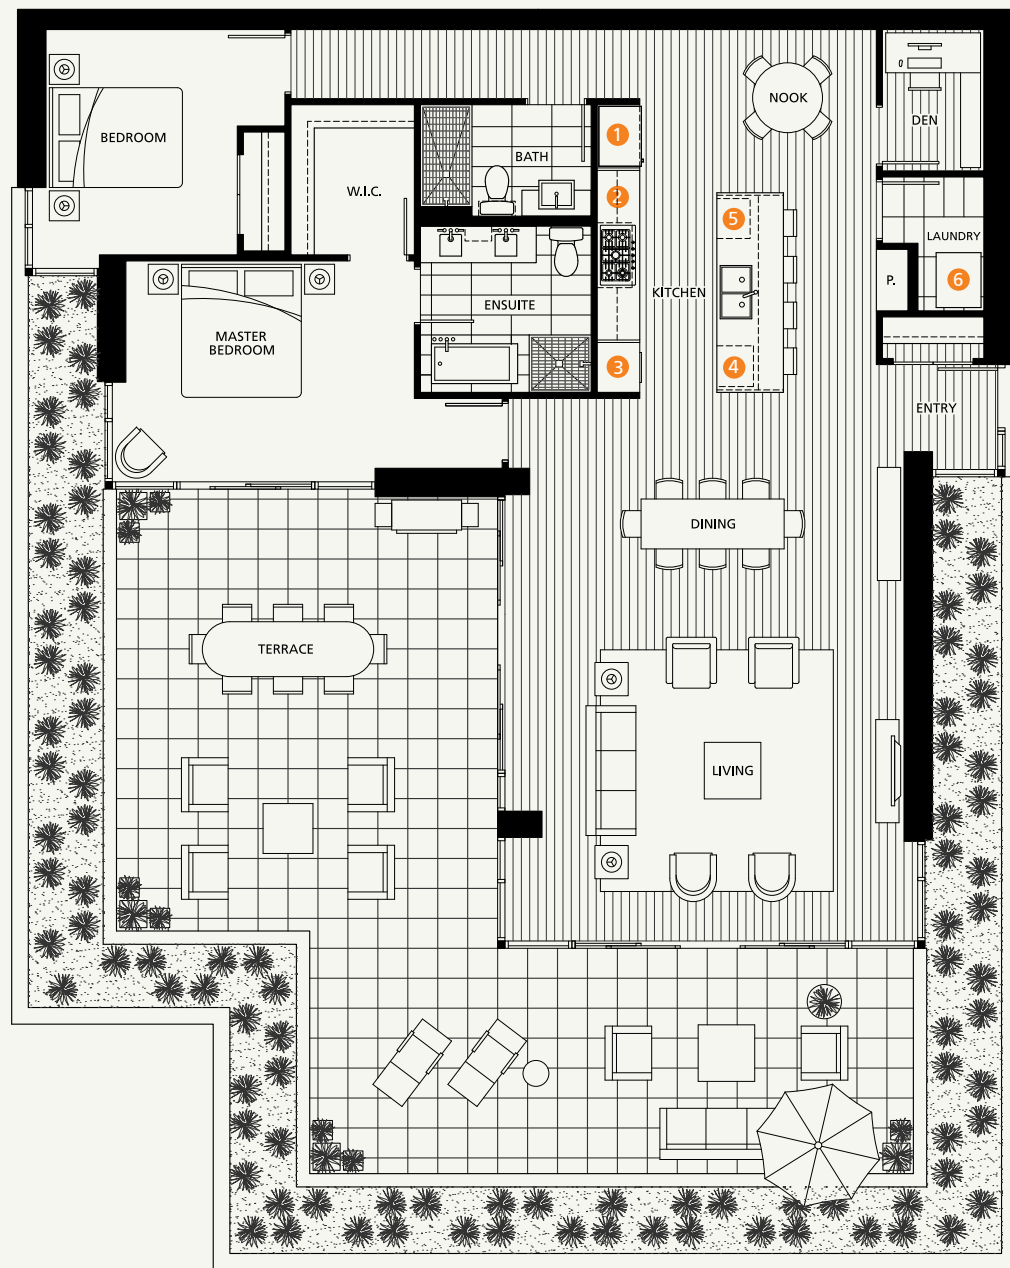 NOOK
DEN
BEDROOM
1
BATH
W.I.C.
2
5
LAUNDRY
P.
6
KITCHEN
ENSUITE
MASTER
BEDROOM
3
4
ENTRY
DINING
TERRACE
LIVING